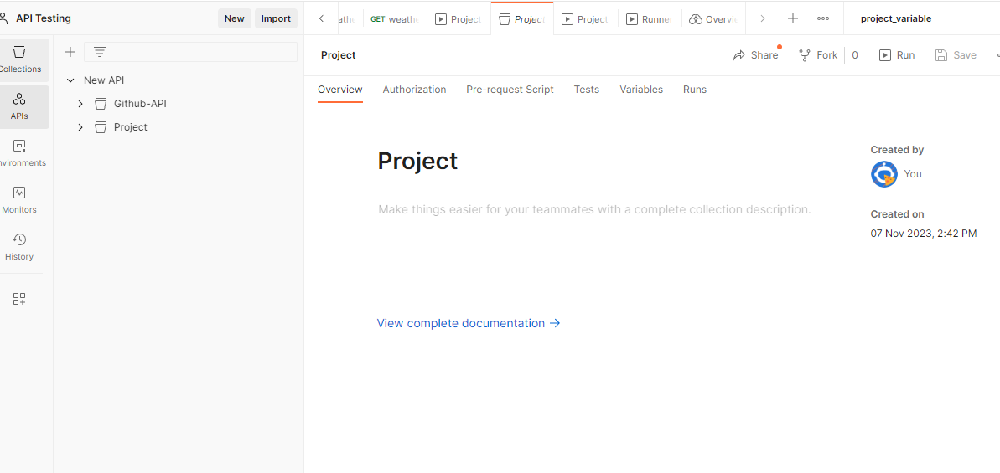 API Testing
New
Import
GET weathe
Project
Project
Project
Runner
Overvie
project_variable
Collections
APIs
nvironments
Monitors
History
New API
Github-API
Project
Project
Share
Fork
0
Run
Save
Overview
Authorization
Pre-request Script
Tests
Variables
Runs
Project
Make things easier for your teammates with a complete collection description.
View complete documentation →
Created by
You
Created on
07 Nov 2023, 2:42 PM